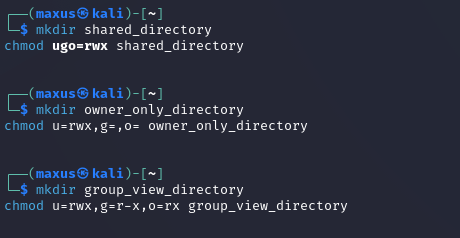 ┌──(maxus㉿kali)-[~]
└─$ mkdir shared_directory
chmod ugo=rwx shared_directory
┌──(maxus㉿kali)-[~]
└─$ mkdir owner_only_directory
chmod u=rwx,g=,o= owner_only_directory
┌──(maxus㉿kali)-[~]
└─$ mkdir group_view_directory
chmod u=rwx,g=r-x,o=rx group_view_directory